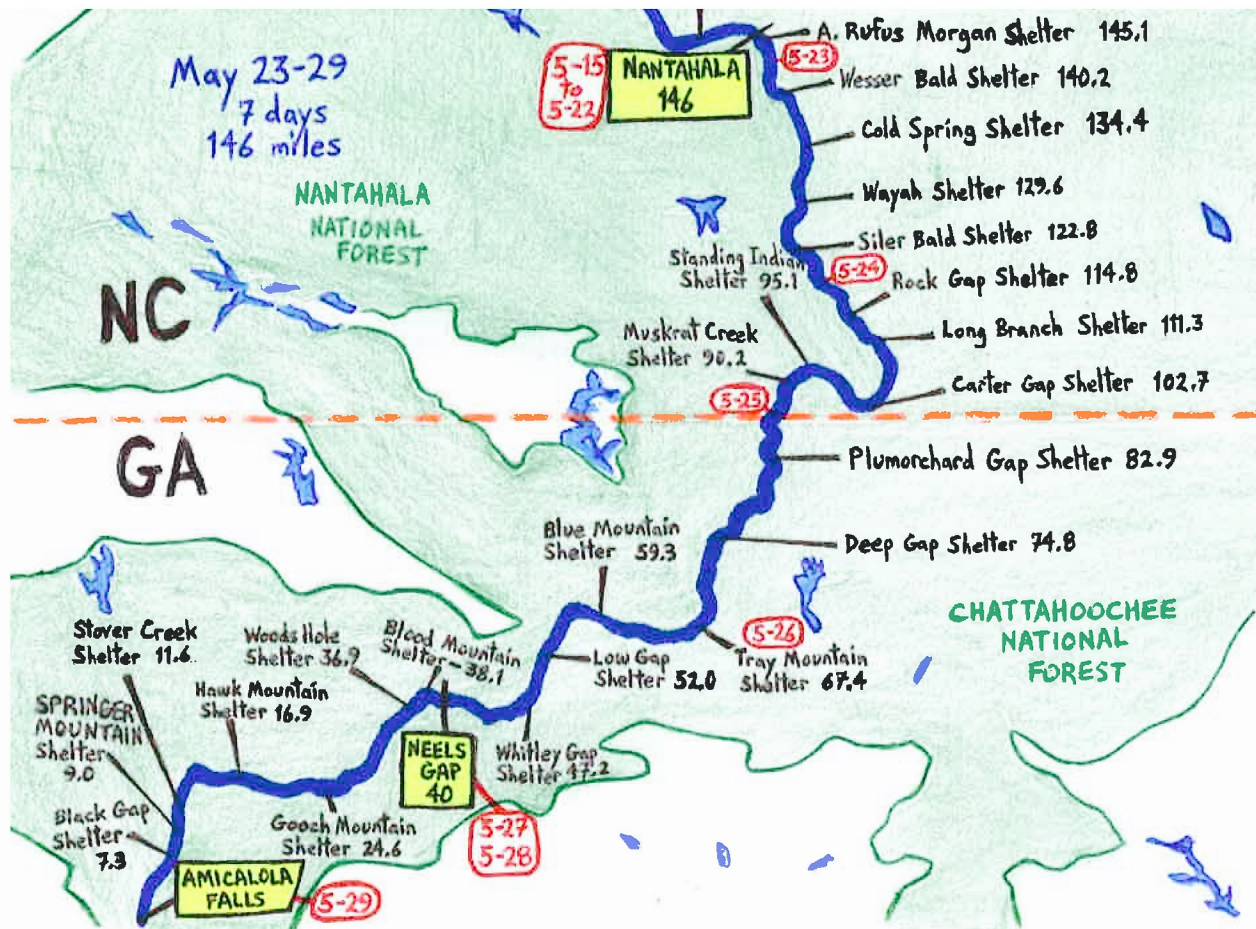 A. Rufus Morgan Shelter 145.1
5-15
to
5-22
NANTAHALA
146
5-23
May 23-29
7 days
146 miles
Wesser Bald Shelter 140.2
Cold Spring Shelter 134.4
NANTAHALA
NATIONAL
FOREST
Wayah Shelter 129.6
Siler Bald Shelter 122.8
Standing Indian
Shelter 95.1
5-24
Rock Gap Shelter 114.8
NC
Long Branch Shelter 111.3
Muskrat Creek
Shelter 90.2
Carter Gap Shelter 102.7
5-25
GA
Plumorchard Gap Shelter 82.9
Blue Mountain
Shelter 59.3
Deep Gap Shelter 74.8
CHATTAHOOCHEE
NATIONAL
FOREST
Stover Creek
Shelter 11.6
Woods Hole
Shelter 36.9
Blood Mountain
Shelter - 38.1
5-26
Low Gap
Shelter 52.0
Tray Mountain
Shelter 67.4
Hawk Mountain
Shelter 16.9
SPRINGER
MOUNTAIN
Shelter
9.0
NEELS
GAP
40
Whitley Gap
Shelter 47.2
Black Gap
Shelter
7.3
Gooch Mountain
Shelter 24.6
5-27
5-28
AMICALOLA
FALLS
5-29